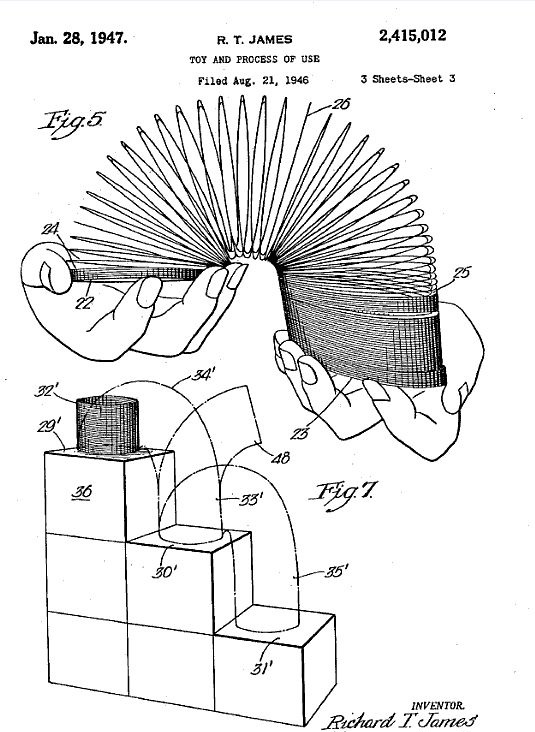 Jan. 28, 1947.
R. T. JAMES
2,415,012
TOY AND PROCESS OF USE
Filed Aug. 21, 1946
3 Sheets-Sheet 3
Fig. 5.
26
24
22
25
23
32'
34'
29'
48
36
33'
Fig. 7.
30'
35'
31'
INVENTOR.
Richard T. James